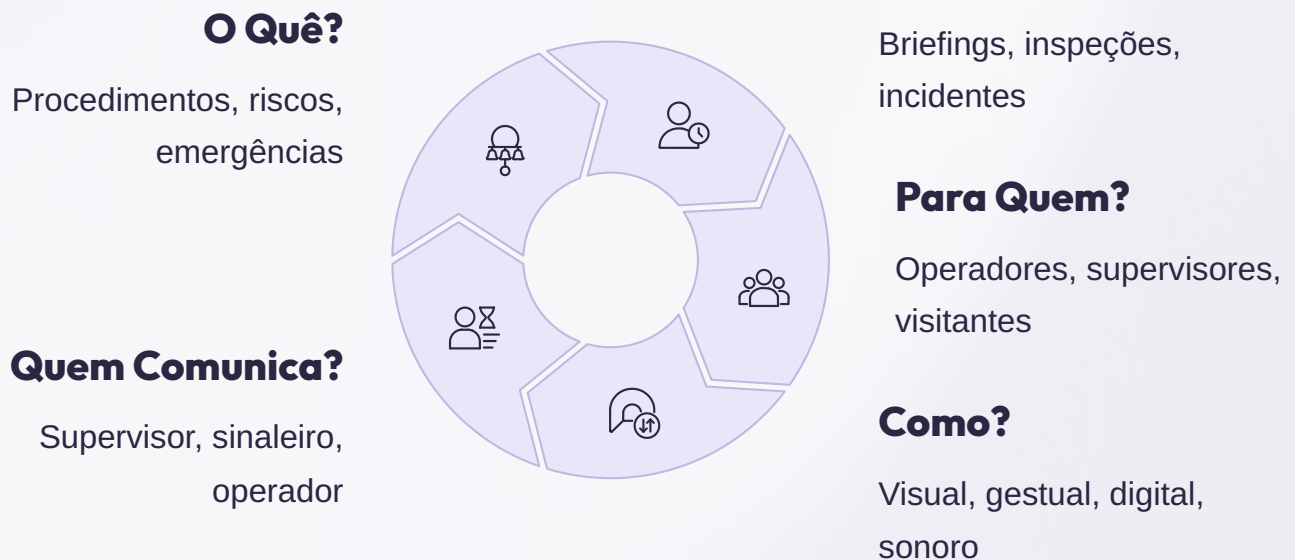 O Quê?
Procedimentos, riscos,
emergências
Briefings, inspeções,
incidentes
Para Quem?
Operadores, supervisores,
visitantes
Quem Comunica?
Supervisor, sinaleiro,
operador
Como?
Visual, gestual, digital,
sonoro